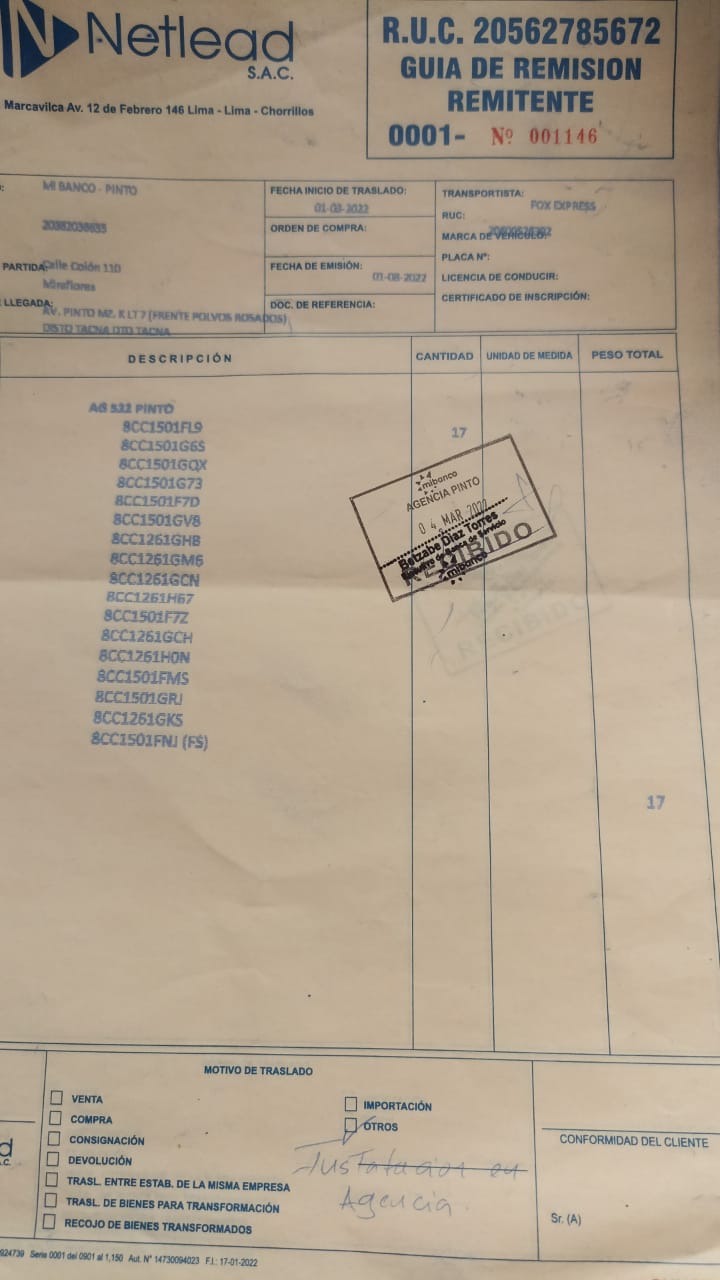 Netlead
S.A.C.
Marcavilca Av. 12 de Febrero 146 Lima - Lima - Chorrillos
R.U.C. 20562785672
GUIA DE REMISION
REMITENTE
0001- Nº 001146
MI BANCO - PINTO
20382036655
PARTIDA: Calle Colón 110
Miraflores
LLEGADA:
AV. PINTO MZ. K LT 7 (FRENTE POLVOS ROSADOS)
DISTO TACNA DTO TACNA
FECHA INICIO DE TRASLADO:
01-03-2022
ORDEN DE COMPRA:
FECHA DE EMISIÓN:
01-03-2022
DOC. DE REFERENCIA:
TRANSPORTISTA:
FOX EXPRESS
RUC:
MARCA DE VEHÍCULO:
PLACA Nº:
LICENCIA DE CONDUCIR:
CERTIFICADO DE INSCRIPCIÓN:
DESCRIPCIÓN CANTIDAD UNIDAD DE MEDIDA PESO TOTAL
AG 522 PINTO
8CC1501FL9 17
8CC1501G6S
8CC1501GQX
8CC1501G73
8CC1501F7D
8CC1501GV8
8CC1261GHB
8CC1261GM6
8CC1261GCN
8CC1261H67
8CC1501F7Z
8CC1261GCH
8CC1261H0N
8CC1501FMS
8CC1501GRJ
8CC1261GKS
8CC1501FNJ (FS)
mibanco
AGENCIA PINTO
04 MAR 2022
Betzabe Diaz Torres
RECIBIDO
mibanco
RECIBIDO
17
MOTIVO DE TRASLADO
VENTA
COMPRA
CONSIGNACIÓN
DEVOLUCIÓN
TRASL. ENTRE ESTAB. DE LA MISMA EMPRESA
TRASL. DE BIENES PARA TRANSFORMACIÓN
RECOJO DE BIENES TRANSFORMADOS
IMPORTACIÓN
OTROS
Agencia.
CONFORMIDAD DEL CLIENTE
Sr. (A)
924739 Serie 0001 del 0901 al 1,150 Aut. N° 14730094023 F.I.: 17-01-2022